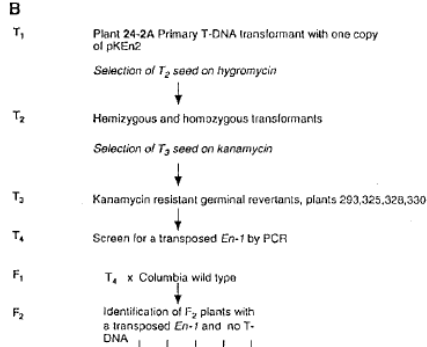 B
T1 Plant 24-2A Primary T-DNA transformant with one copy
of pKEn2
Selection of T2 seed on hygromycin
T2 Hemizygous and homozygous transformants
Selection of T3 seed on kanamycin
T3 Kanamycin resistant germinal revertants, plants 293,325,328,330
T4 Screen for a transposed En-1 by PCR
F1 T4 x Columbia wild type
F2 Identification of F2 plants with
a transposed En-1 and no T-
DNA